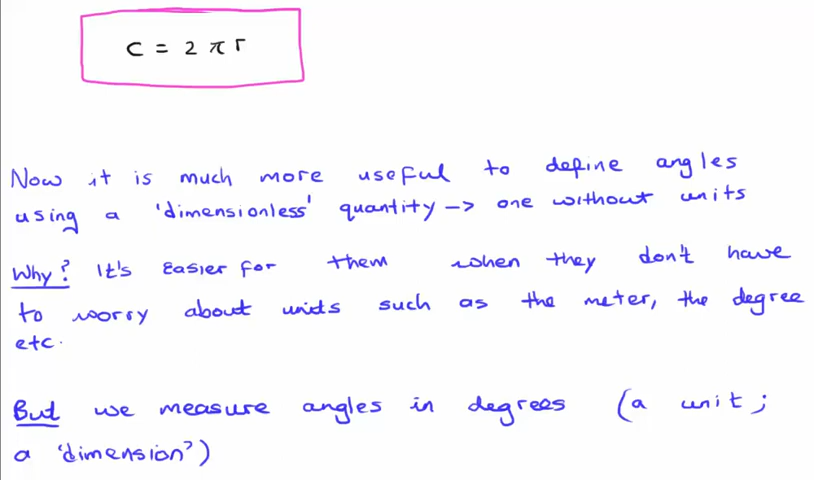 C = 2 π r
Now it is much more useful to define angles
using a 'dimensionless' quantity -> one without units
Why? It's easier for them when they don't have
to worry about units such as the meter, the degree
etc.
But we measure angles in degrees (a unit;
a 'dimension')